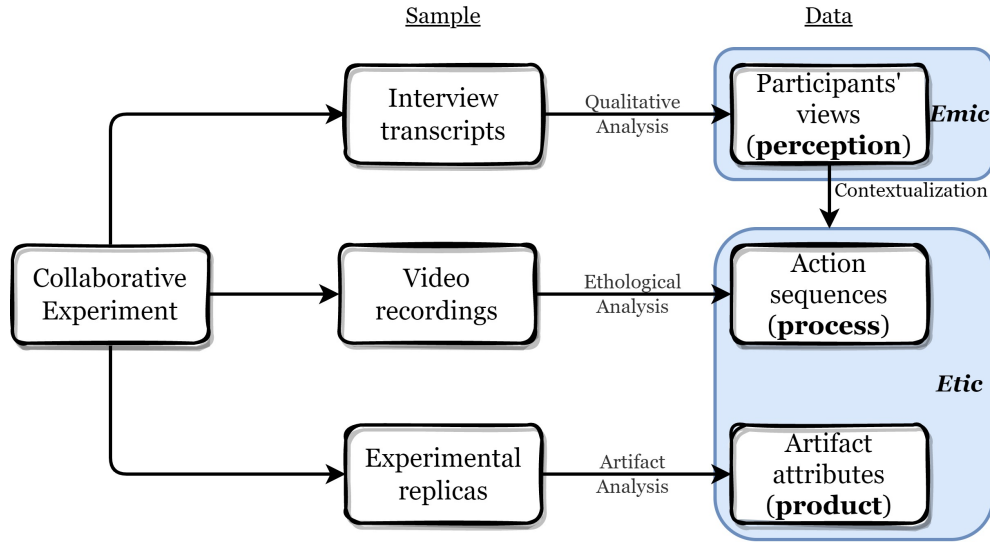 Sample
Data
Interview
transcripts
Qualitative
Analysis
Participants'
views
(perception)
Emic
Contextualization
Collaborative
Experiment
Video
recordings
Ethological
Analysis
Action
sequences
(process)
Etic
Experimental
replicas
Artifact
Analysis
Artifact
attributes
(product)